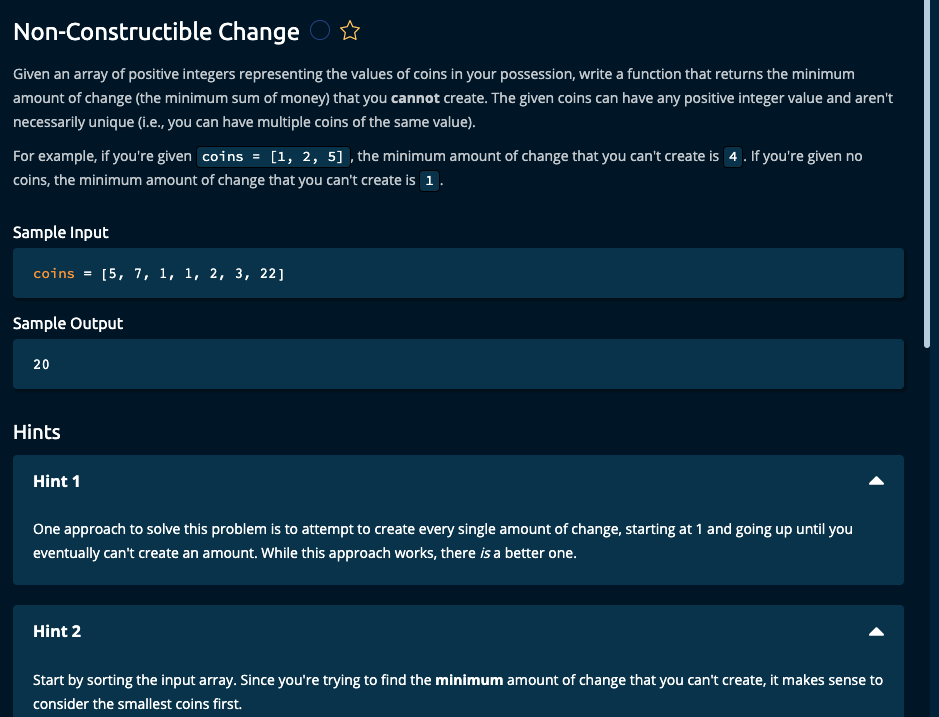 Non-Constructible Change
Given an array of positive integers representing the values of coins in your possession, write a function that returns the minimum
amount of change (the minimum sum of money) that you cannot create. The given coins can have any positive integer value and aren't
necessarily unique (i.e., you can have multiple coins of the same value).
For example, if you're given coins = [1, 2, 5], the minimum amount of change that you can't create is 4. If you're given no
coins, the minimum amount of change that you can't create is 1.
Sample Input
coins = [5, 7, 1, 1, 2, 3, 22]
Sample Output
20
Hints
Hint 1
One approach to solve this problem is to attempt to create every single amount of change, starting at 1 and going up until you
eventually can't create an amount. While this approach works, there is a better one.
Hint 2
Start by sorting the input array. Since you're trying to find the minimum amount of change that you can't create, it makes sense to
consider the smallest coins first.